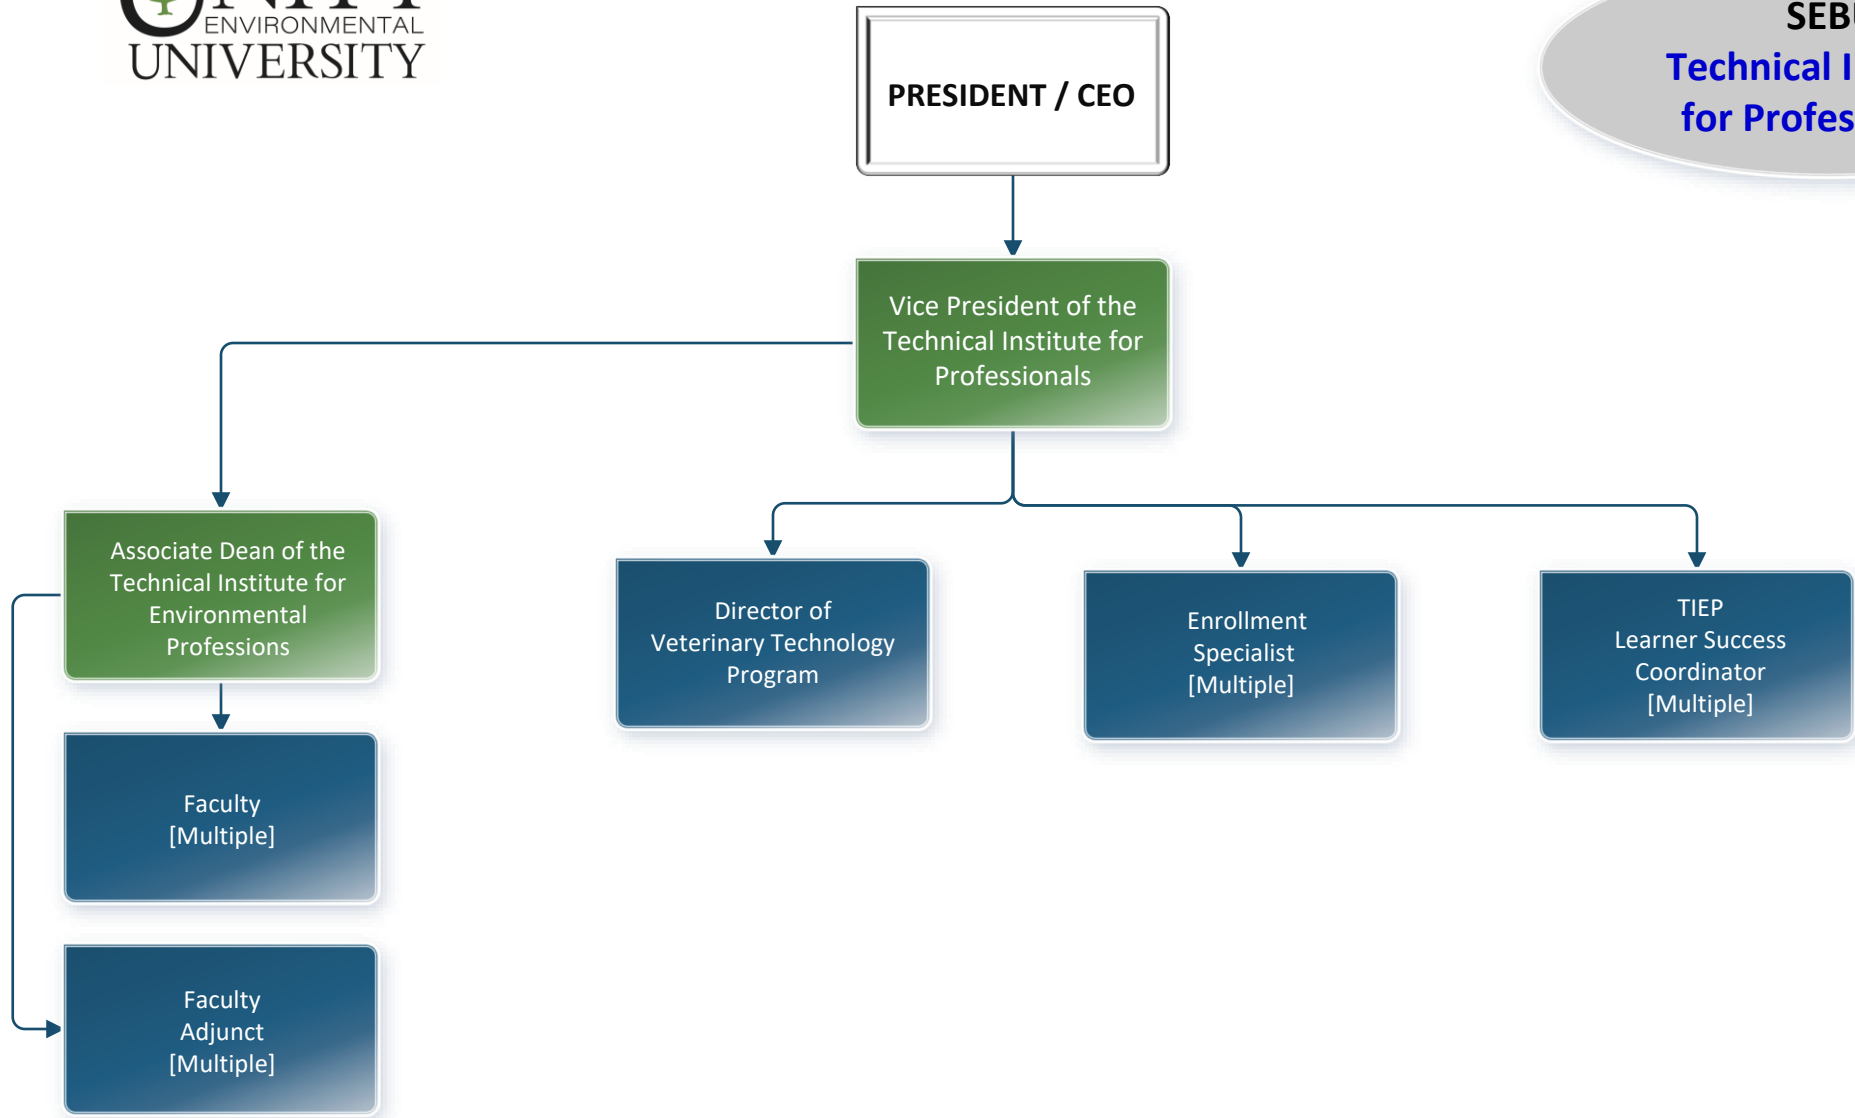 ENVIRONMENTAL
UNIVERSITY
PRESIDENT / CEO
Technical
for
Vice President of the
Technical Institute for
Professionals
Associate Dean of the
Technical Institute for
Environmental
Professions
Director of
Veterinary Technology
Program
Enrollment
Specialist
[Multiple]
TIEP
Learner Success
Coordinator
[Multiple]
Faculty
[Multiple]
Faculty
Adjunct
[Multiple]